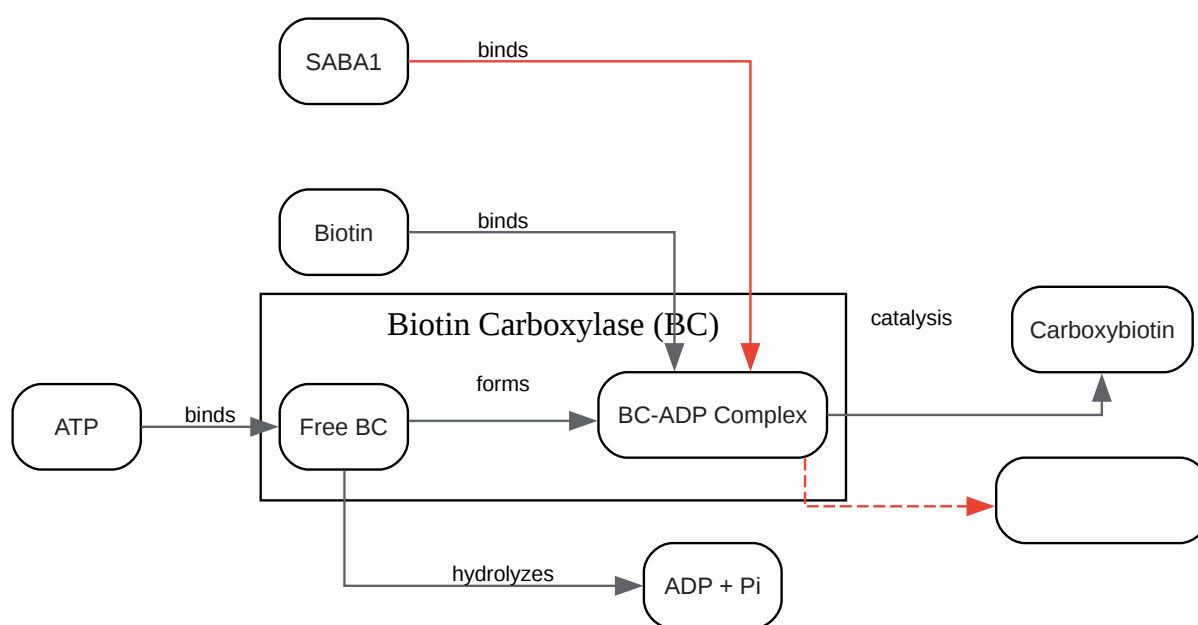 SABA1
binds
Biotin
binds
Biotin Carboxylase (BC)
catalysis
Carboxybiotin
ATP
binds
Free BC
forms
BC-ADP Complex
hydrolyzes
ADP + Pi